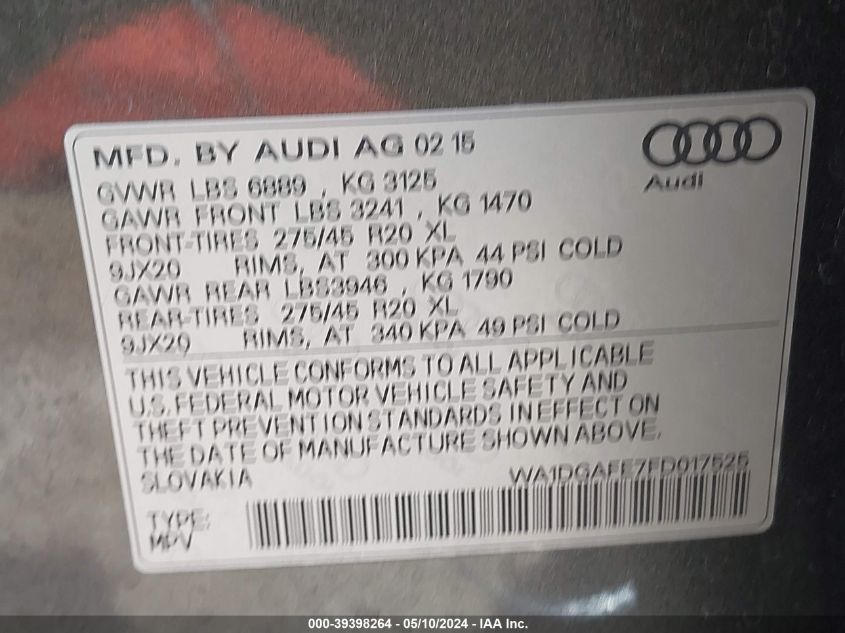 MFD. BY AUDI AG 02 15
Audi
GVWR LBS 6889 , KG 3125
GAWR FRONT LBS 3241 , KG 1470
FRONT-TIRES 275/45 R20 XL
9JX20 RIMS, AT 300 KPA 44 PSI COLD
GAWR REAR LBS3946 , KG 1790
REAR-TIRES 275/45 R20 XL
9JX20 RIMS, AT 340 KPA 49 PSI COLD
THIS VEHICLE CONFORMS TO ALL APPLICABLE
U.S. FEDERAL MOTOR VEHICLE SAFETY AND
THEFT PREVENTION STANDARDS IN EFFECT ON
THE DATE OF MANUFACTURE SHOWN ABOVE.
SLOVAKIA WA1DGAFE7FD017525
TYPE:
MPV
000-39398264 - 05/10/2024 - IAA Inc.